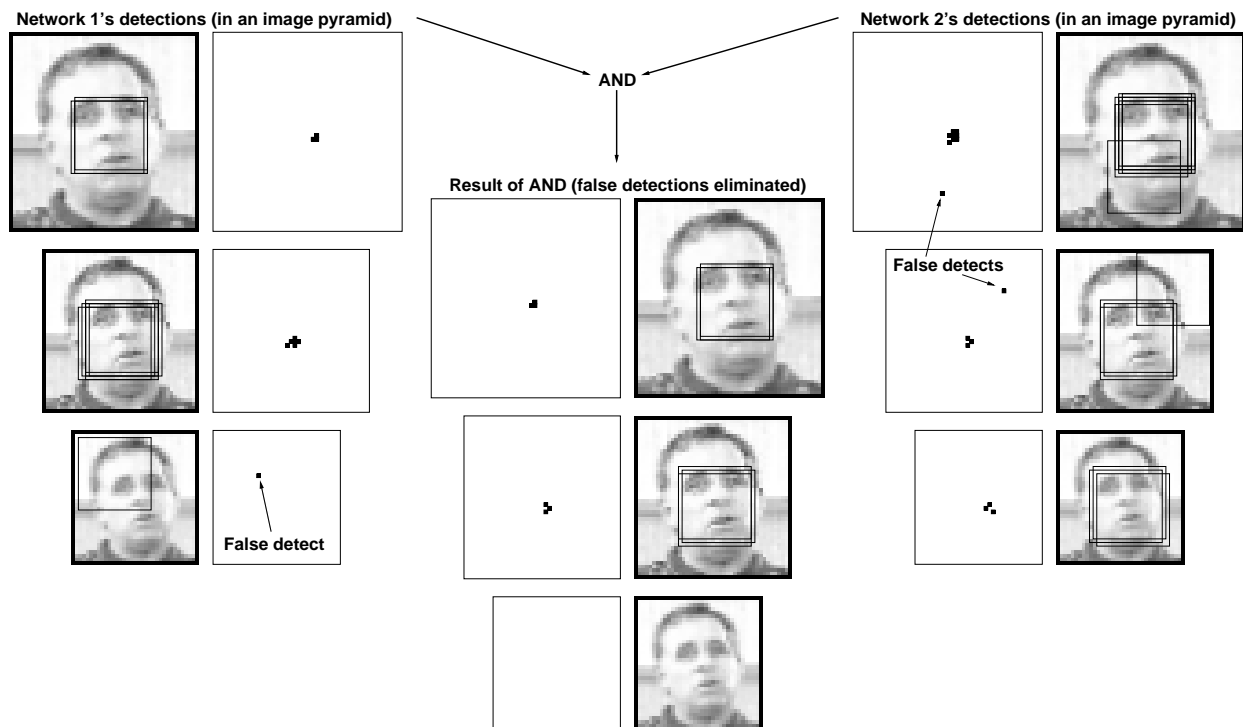 Network 1's detections (in an image pyramid)
Network 2's detections (in an image pyramid)
AND
Result of AND (false detections eliminated)
False detects
False detect